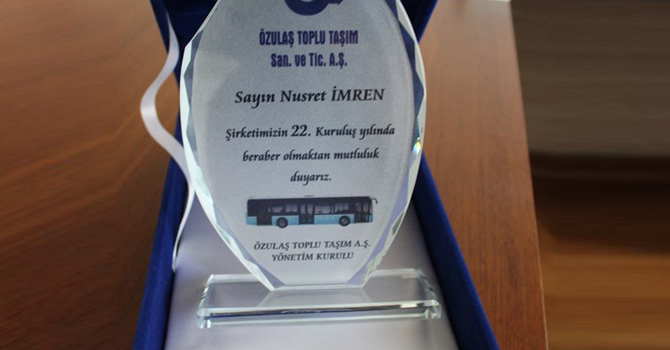 ÖZULAŞ TOPLU TAŞIM
San. ve Tic. A.Ş.
Sayın Nusret İMREN
Şirketimizin 22. Kuruluş yılında
beraber olmaktan mutluluk
duyarız.
ÖZULAŞ TOPLU TAŞIM A.Ş.
YÖNETİM KURULU